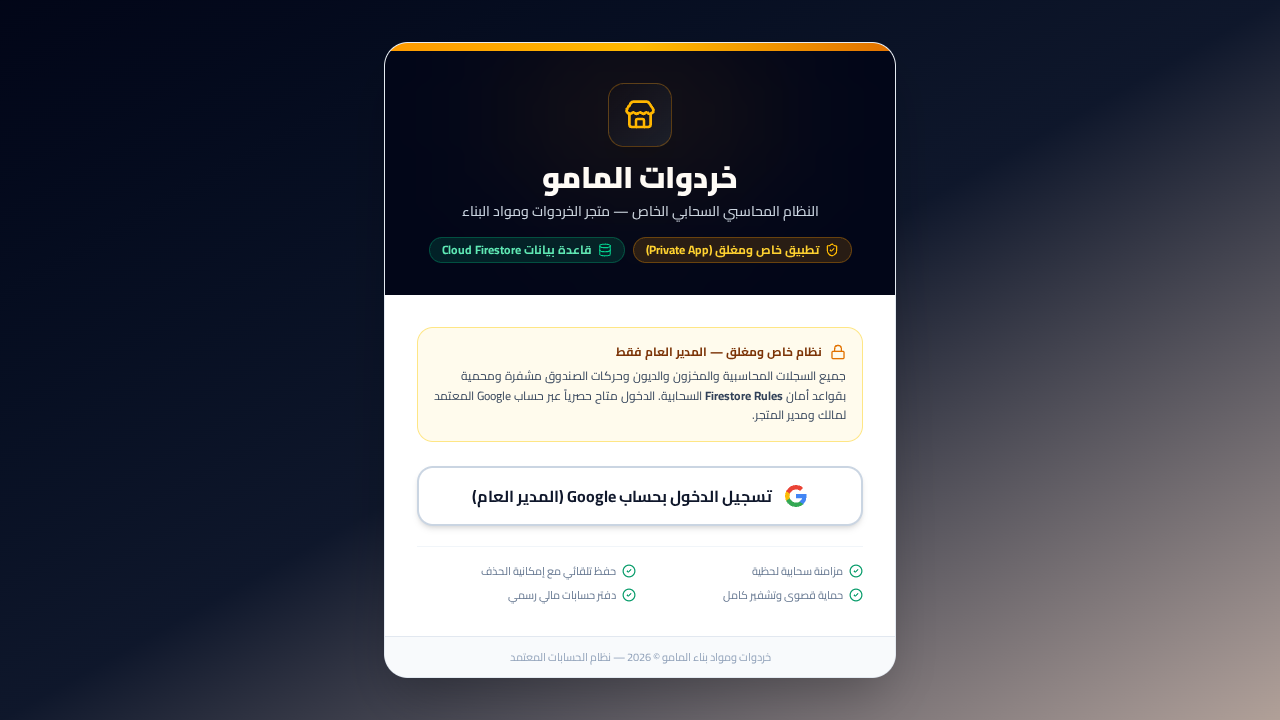 خردوات المامو
النظام المحاسبي السحابي الخاص — متجر الخردوات ومواد البناء
تطبيق خاص ومغلق (Private App)
قاعدة بيانات Cloud Firestore
نظام خاص ومغلق — المدير العام فقط
جميع السجلات المحاسبية والمخزون والديون وحركات الصندوق مشفرة ومحمية
بقواعد أمان Firestore Rules السحابية. الدخول متاح حصرياً عبر حساب Google المعتمد
لمالك ومدير المتجر.
تسجيل الدخول بحساب Google (المدير العام)
مزامنة سحابية لحظية
حفظ تلقائي مع إمكانية الحذف
حماية قصوى وتشفير كامل
دفتر حسابات مالي رسمي
خردوات ومواد بناء المامو © 2026 — نظام الحسابات المعتمد